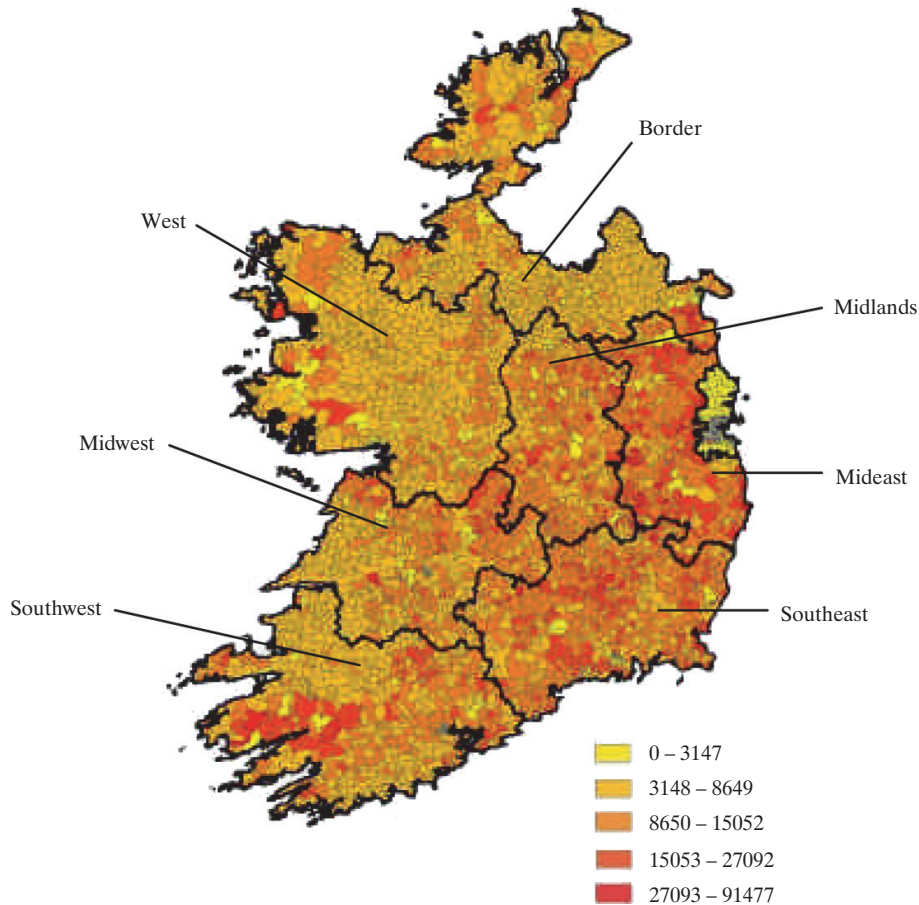 Border
West
Midlands
Midwest
Mideast
Southwest
Southeast
0 – 3147
3148 – 8649
8650 – 15052
15053 – 27092
27093 – 91477